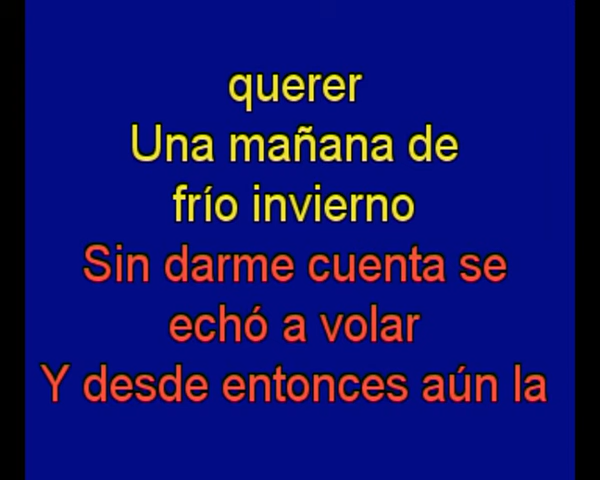 querer
Una mañana de
frío invierno
Sin darme cuenta se
echó a volar
Y desde entonces aún la